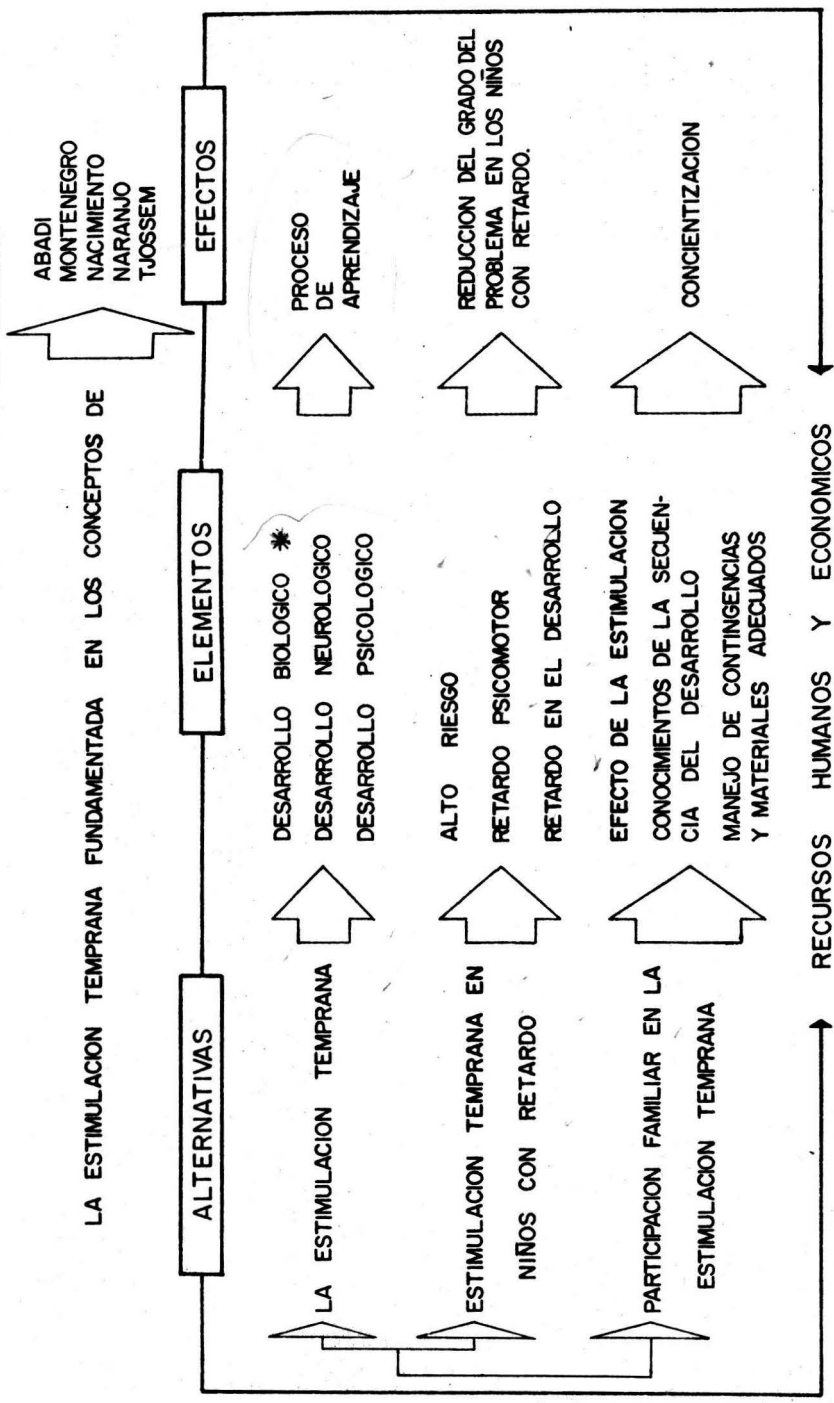 LA ESTIMULACION TEMPRANA FUNDAMENTADA EN LOS CONCEPTOS DE
ABADI
MONTENEGRO
NACIMIENTO
NARANJO
TJOSSEM
ALTERNATIVAS
ELEMENTOS
EFECTOS
LA ESTIMULACION TEMPRANA
DESARROLLO BIOLOGICO *
DESARROLLO NEUROLOGICO
DESARROLLO PSICOLOGICO
PROCESO
DE
APRENDIZAJE
ESTIMULACION TEMPRANA EN
NIÑOS CON RETARDO
ALTO RIESGO
RETARDO PSICOMOTOR
RETARDO EN EL DESARROLLO
REDUCCION DEL GRADO DEL
PROBLEMA EN LOS NIÑOS
CON RETARDO.
PARTICIPACION FAMILIAR EN LA
ESTIMULACION TEMPRANA
EFECTO DE LA ESTIMULACION
CONOCIMIENTOS DE LA SECUEN-
CIA DEL DESARROLLO
MANEJO DE CONTINGENCIAS
Y MATERIALES ADECUADOS
CONCIENTIZACION
RECURSOS HUMANOS Y ECONOMICOS